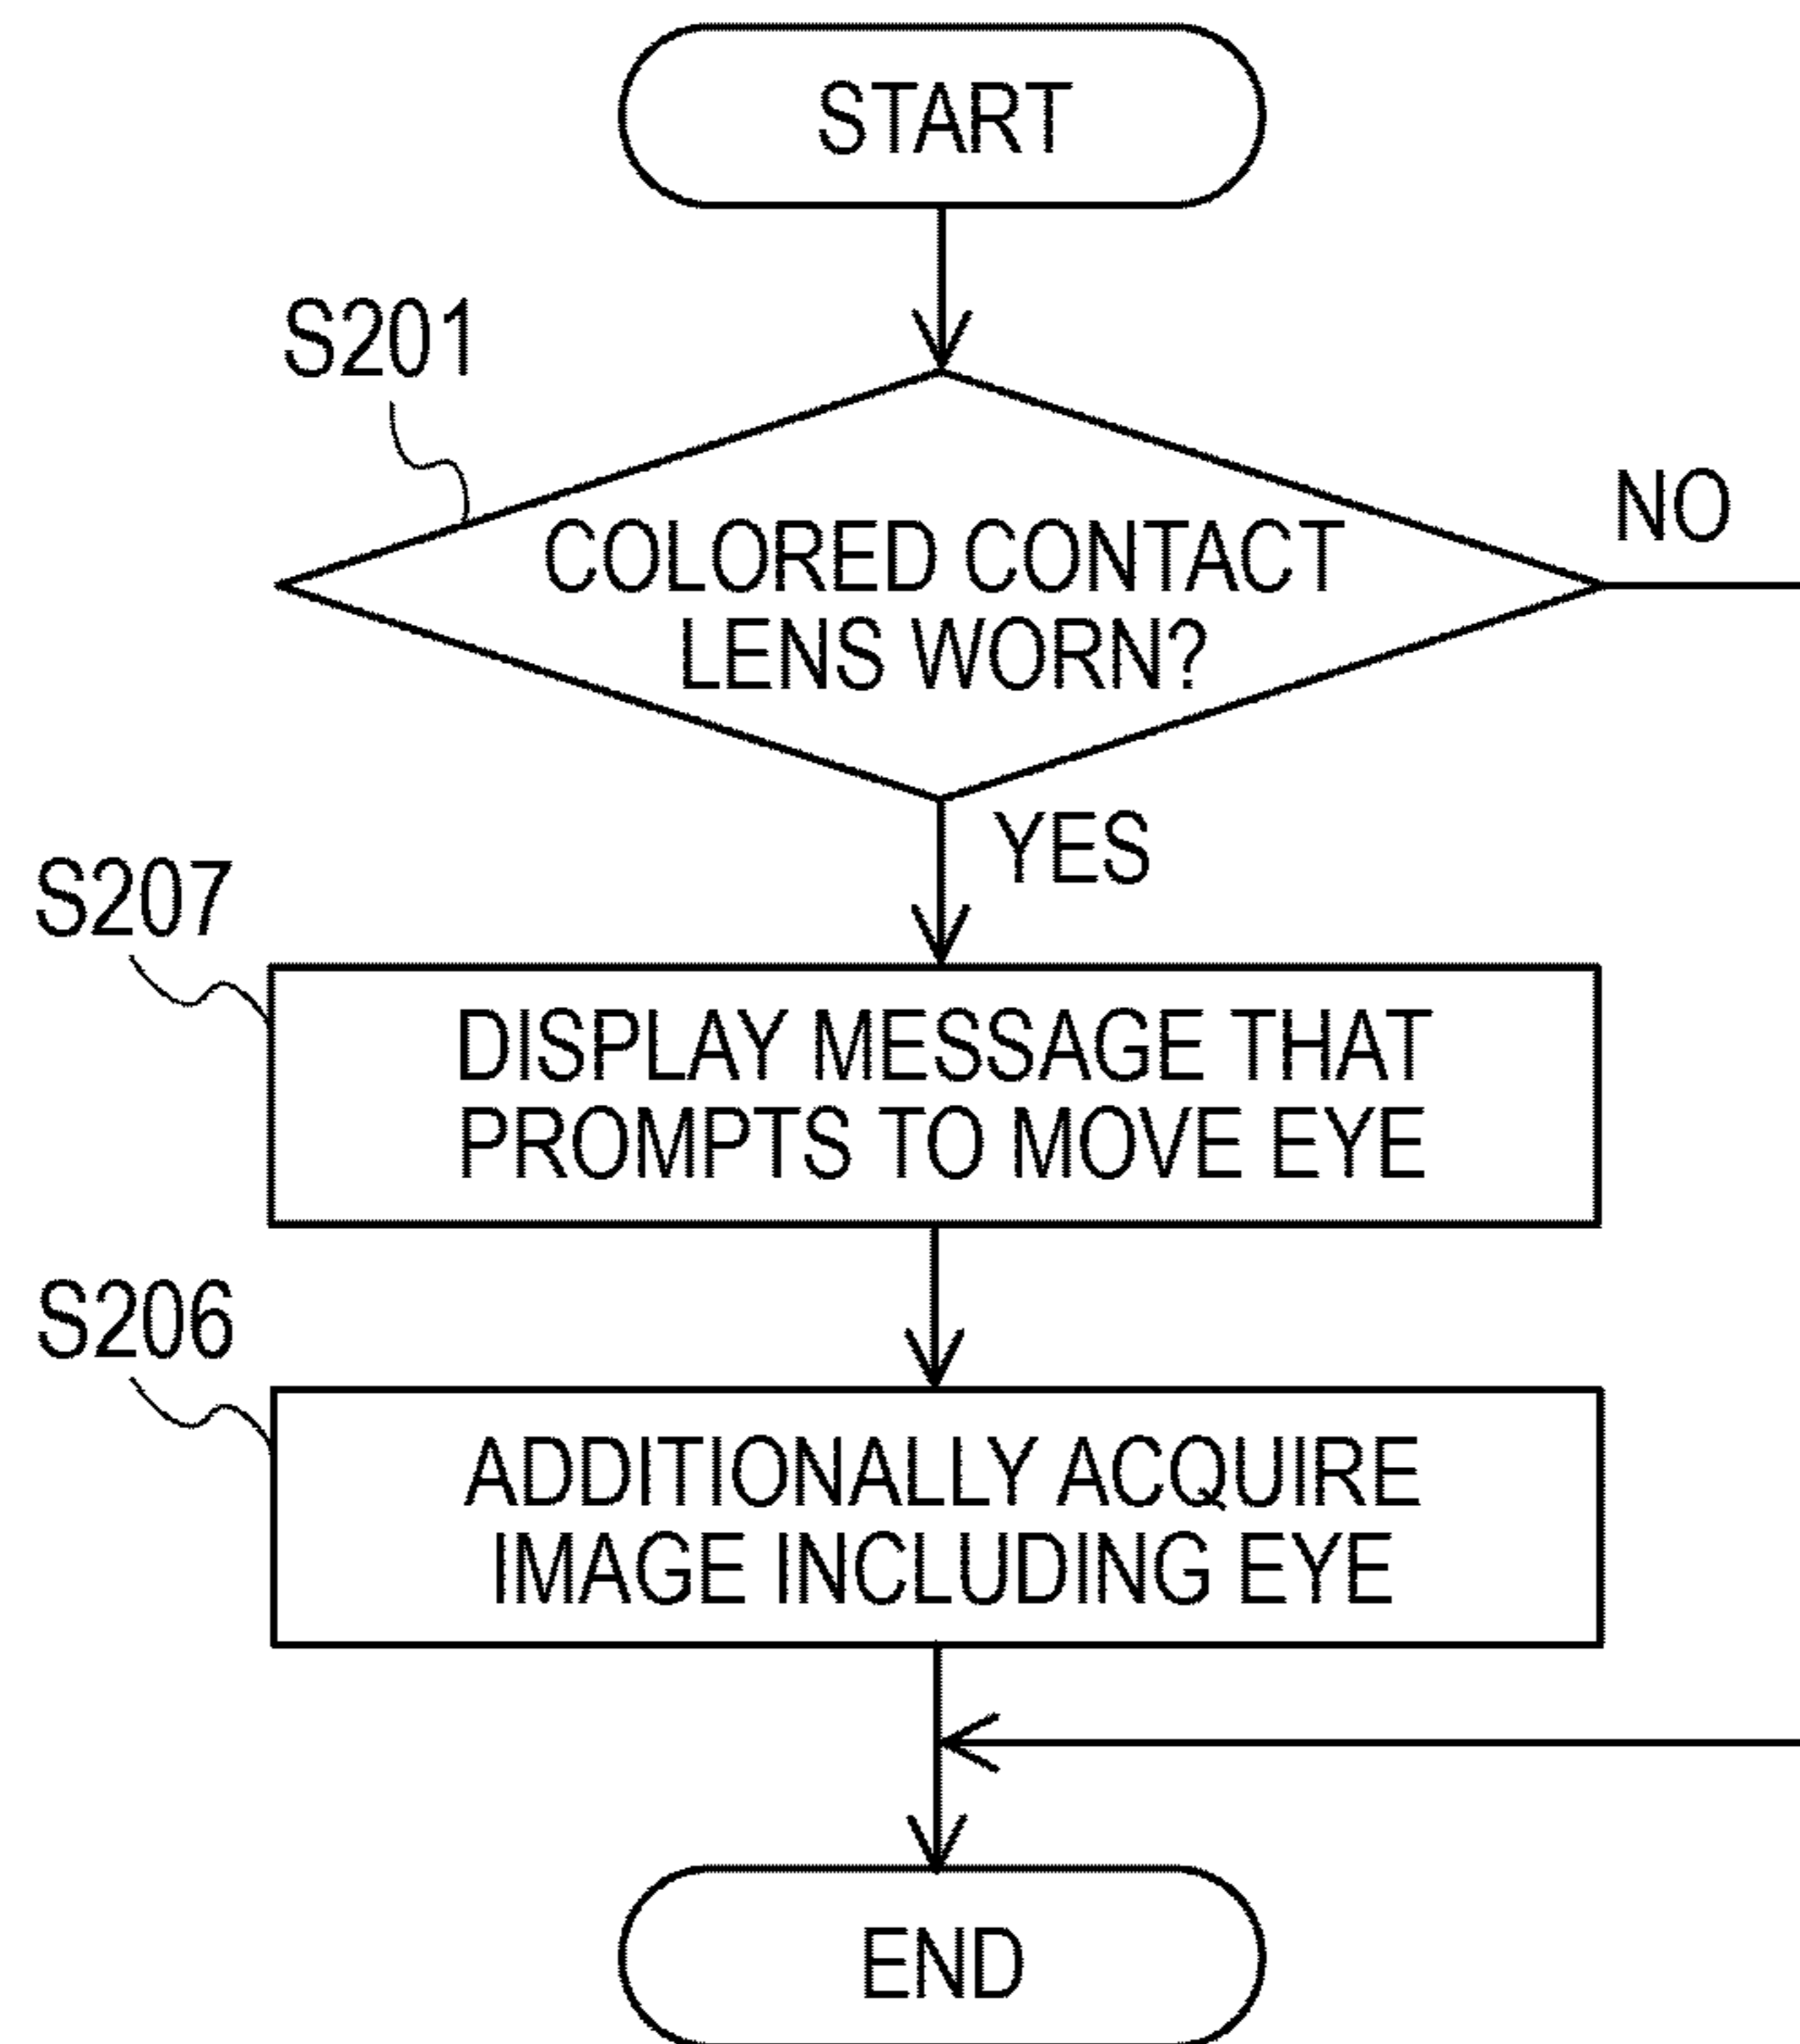 START
S201
COLORED CONTACT
LENS WORN?
NO
YES
S207
DISPLAY MESSAGE THAT
PROMPTS TO MOVE EYE
S206
ADDITIONALLY ACQUIRE
IMAGE INCLUDING EYE
END